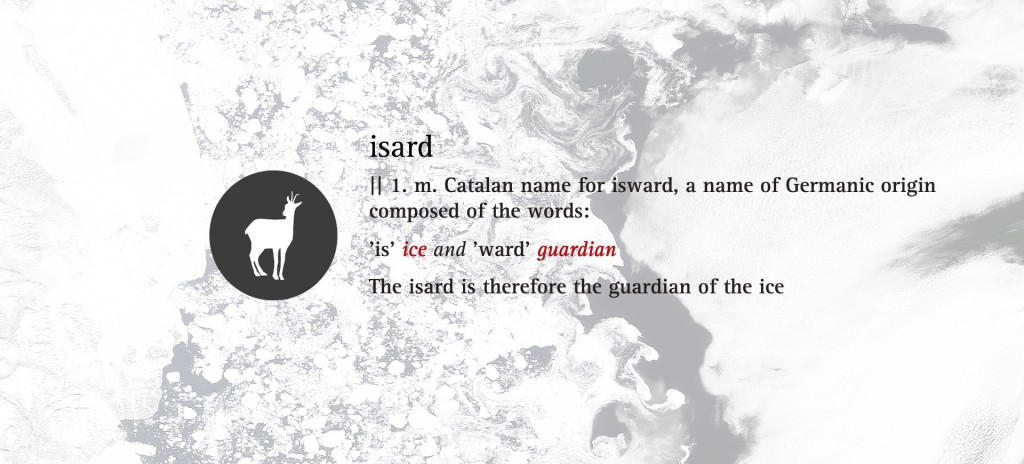 isard
|| 1. m. Catalan name for isward, a name of Germanic origin
composed of the words:
’is’ ice and ’ward’ guardian
The isard is therefore the guardian of the ice